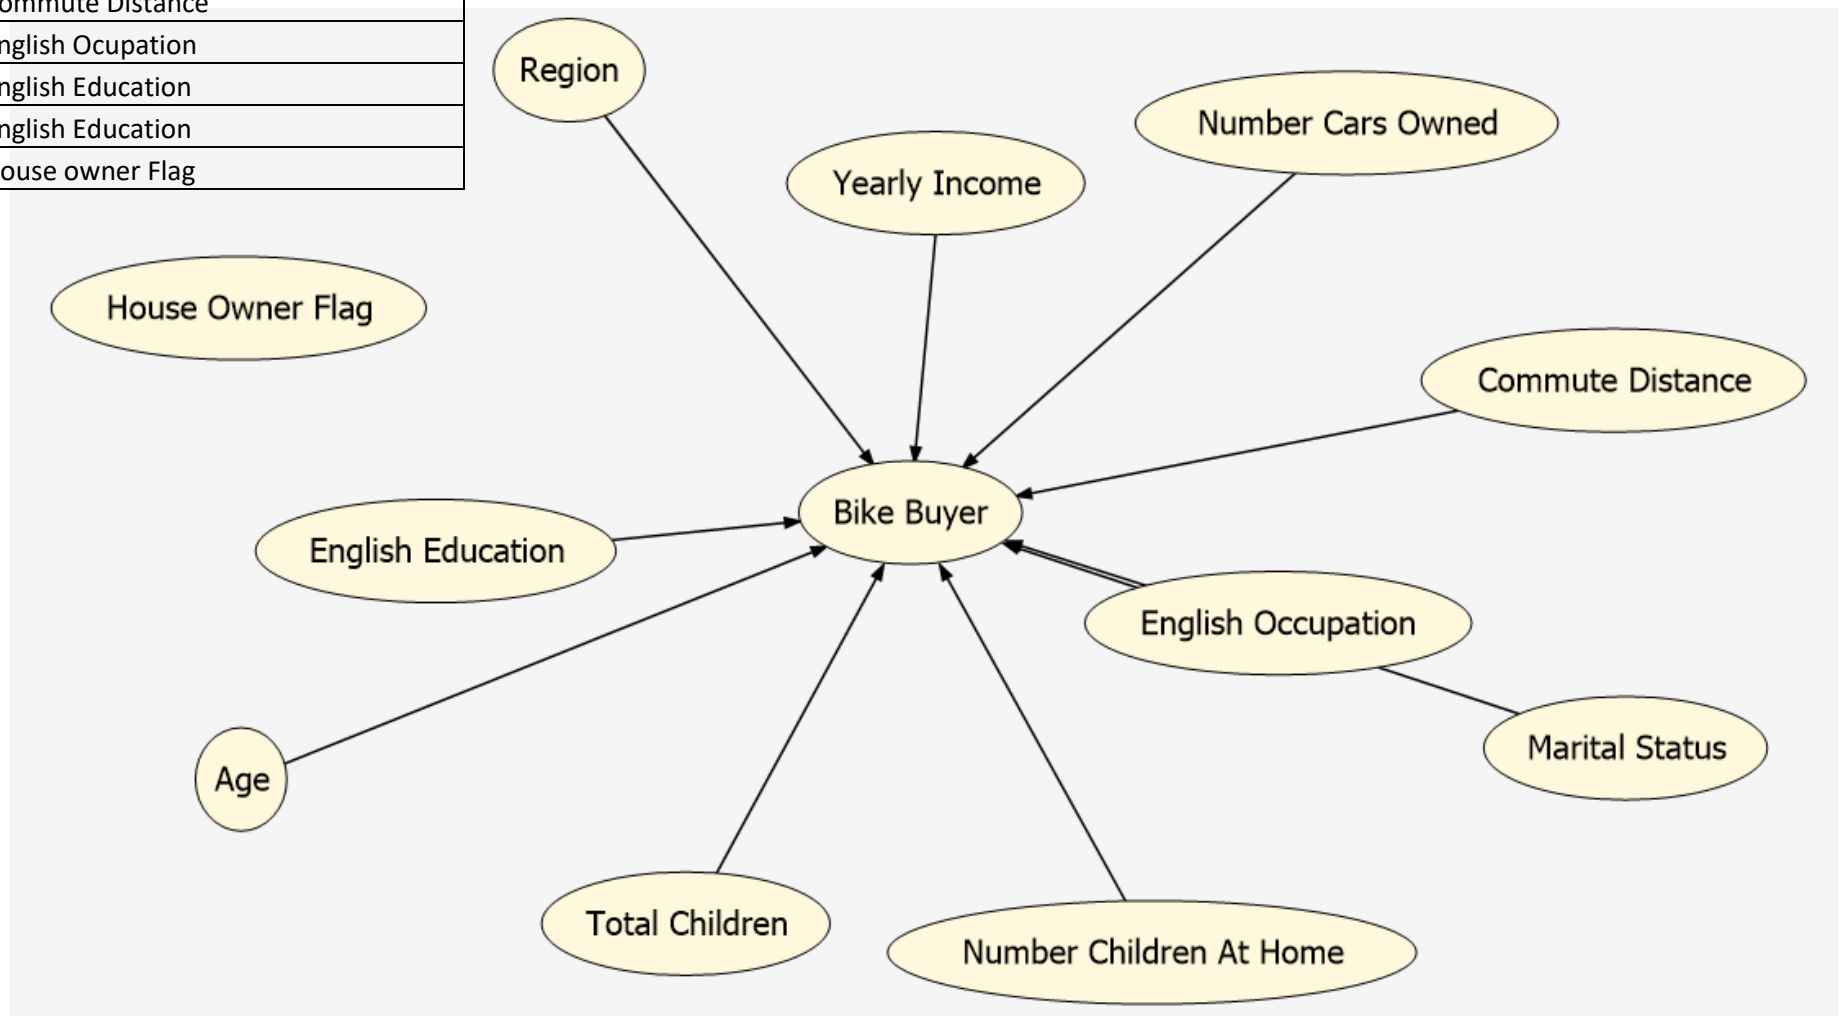 ommute Distance
nglish Ocupation
nglish Education
nglish Education
ouse owner Flag
Region
Number Cars Owned
Yearly Income
House Owner Flag
Commute Distance
Bike Buyer
English Education
English Occupation
Marital Status
Age
Total Children
Number Children At Home